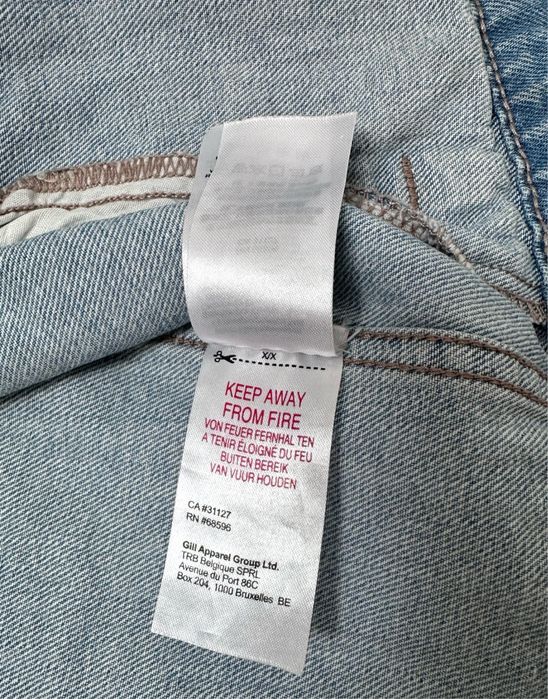 X/X
KEEP AWAY
FROM FIRE
VON FEUER FERNHAL TEN
A TENIR ÉLOIGNÉ DU FEU
BUITEN BEREIK
VAN VUUR HOUDEN
CA #31127
RN #68596
Gill Apparel Group Ltd.
TRB Belgique SPRL
Avenue du Port 86C
Box 204, 1000 Bruxelles BE